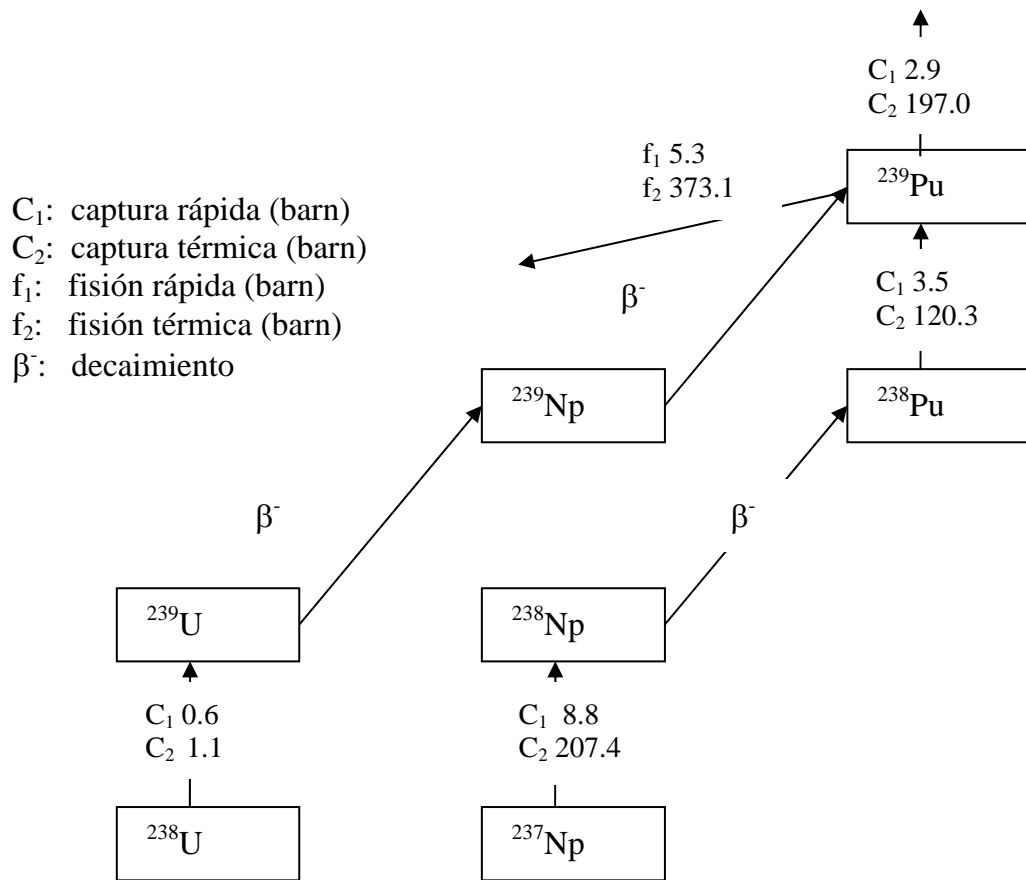 C₁ 2.9
C₂ 197.0
f₁ 5.3
f₂ 373.1
²³⁹Pu
C₁: captura rápida (barn)
C₂: captura térmica (barn)
f₁: fisión rápida (barn)
f₂: fisión térmica (barn)
β⁻: decaimiento
β⁻
C₁ 3.5
C₂ 120.3
²³⁹Np
²³⁸Pu
β⁻
β⁻
²³⁹U
²³⁸Np
C₁ 0.6
C₂ 1.1
C₁ 8.8
C₂ 207.4
²³⁸U
²³⁷Np